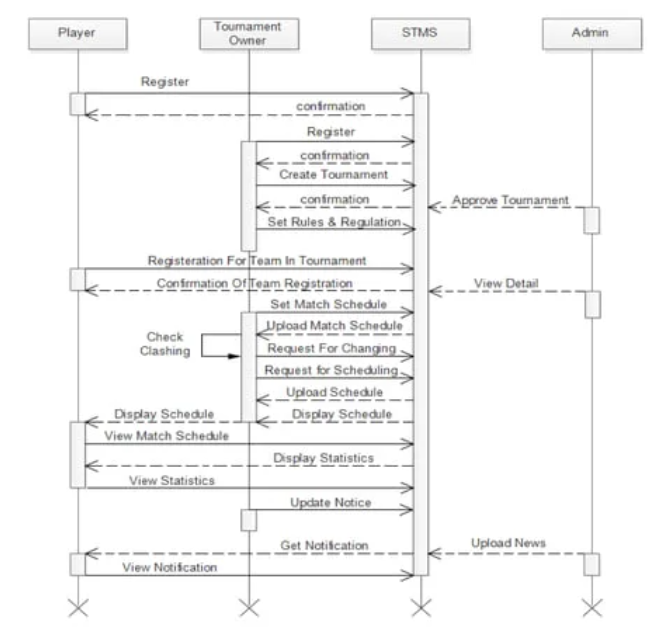 Player
Tournament
Owner
STMS
Admin
Register
confirmation
Register
confirmation
Create Tournament
confirmation
Approve Tournament
Set Rules & Regulation
Registeration For Team In Tournament
Confirmation Of Team Registration
View Detail
Set Match Schedule
Upload Match Schedule
Check
Clashing
Request For Changing
Request for Scheduling
Upload Schedule
Display Schedule
Display Schedule
View Match Schedule
Display Statistics
View Statistics
Update Notice
Get Notification
Upload News
View Notification